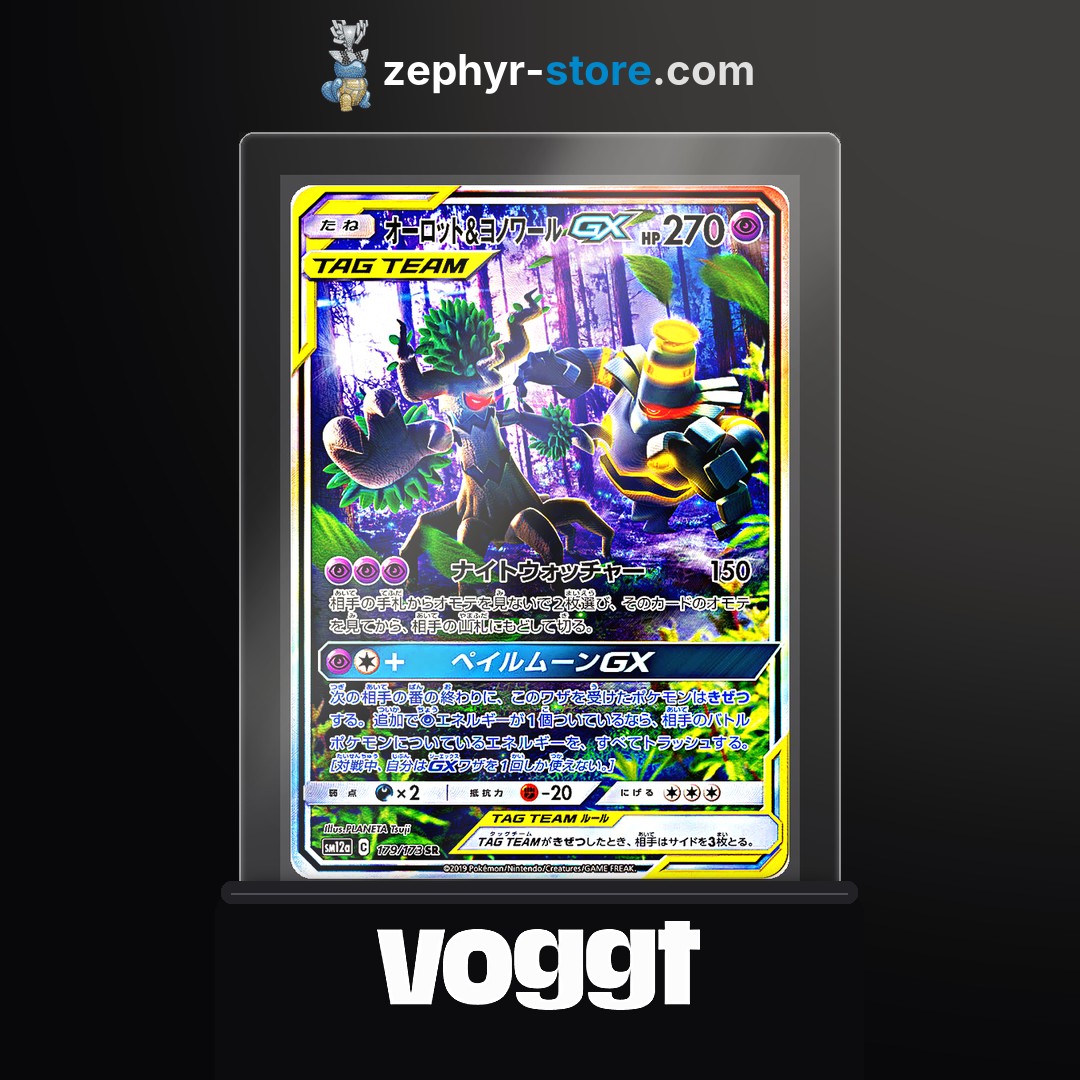 zephyr-store.com
たね オーロット&ヨノワールGX HP270
TAG TEAM
ナイトウォッチャー 150
相手の手札からオモテを見ないで2枚選び、そのカードのオモテ
を見てから、相手の山札にもどして切る。
+ ペイルムーンGX
次の相手の番の終わりに、このワザを受けたポケモンはきぜつ
する。追加でエネルギーが1個ついているなら、相手のバトル
ポケモンについているエネルギーを、すべてトラッシュする。
[対戦中、自分はGXワザを1回しか使えない。]
弱点 ×2 抵抗力 -20 にげる
TAG TEAM ルール
TAG TEAMがきぜつしたとき、相手はサイドを3枚とる。
Illus. PLANETA Tsuji
SM12a C 179/173 SR
©2019 Pokémon/Nintendo/Creatures/GAME FREAK.
voggt